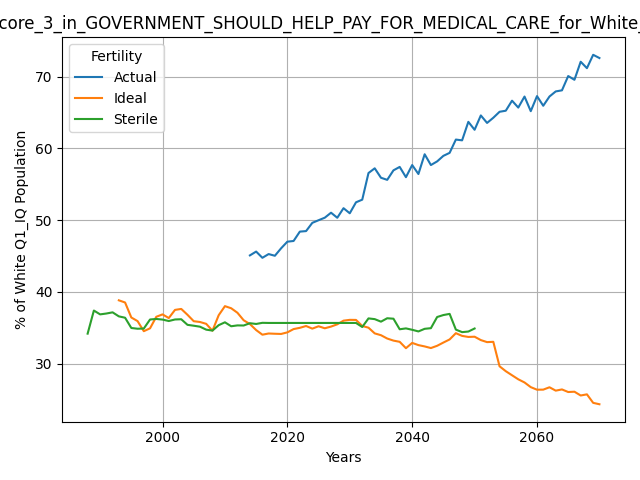 core_3_in_GOVERNMENT_SHOULD_HELP_PAY_FOR_MEDICAL_CARE_for_White_
Fertility
Actual
Ideal
Sterile
% of White Q1_IQ Population
70
60
50
40
30
2000
2020
2040
2060
Years